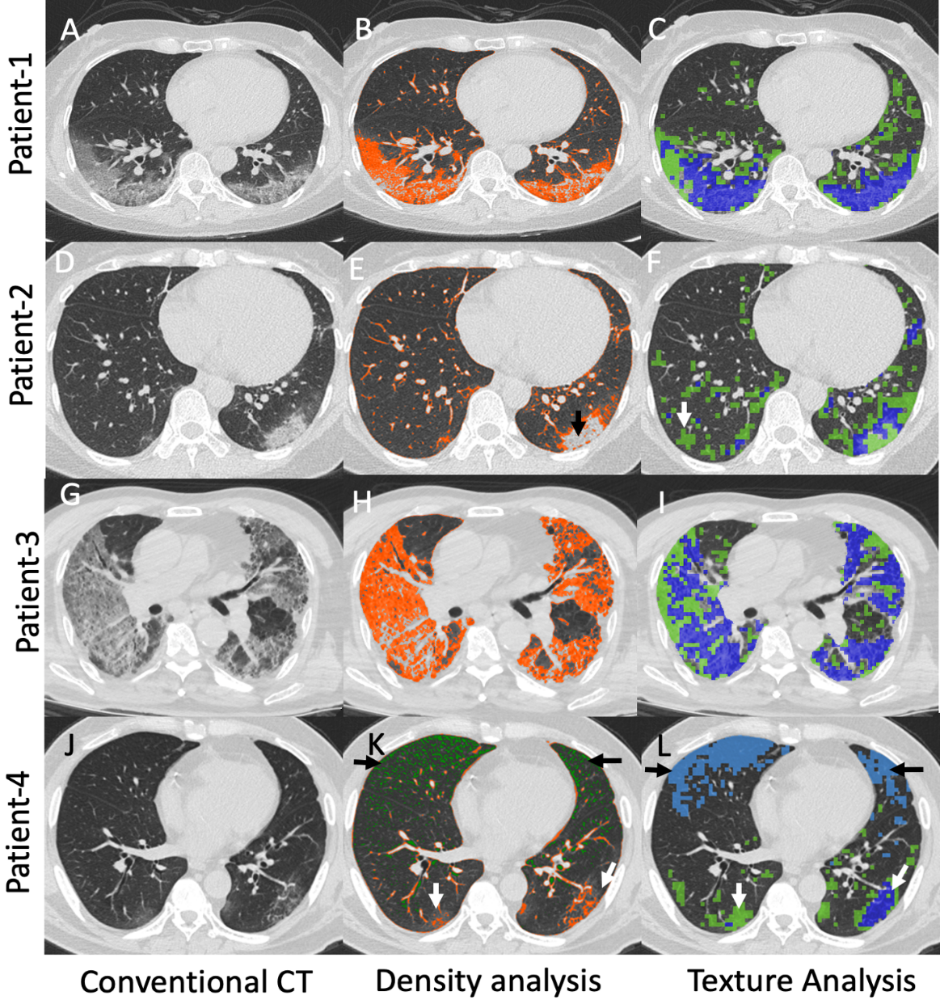 Patient-1
A
B
C
Patient-2
D
E
F
Patient-3
G
H
I
Patient-4
J
K
L
Conventional CT
Density analysis
Texture Analysis